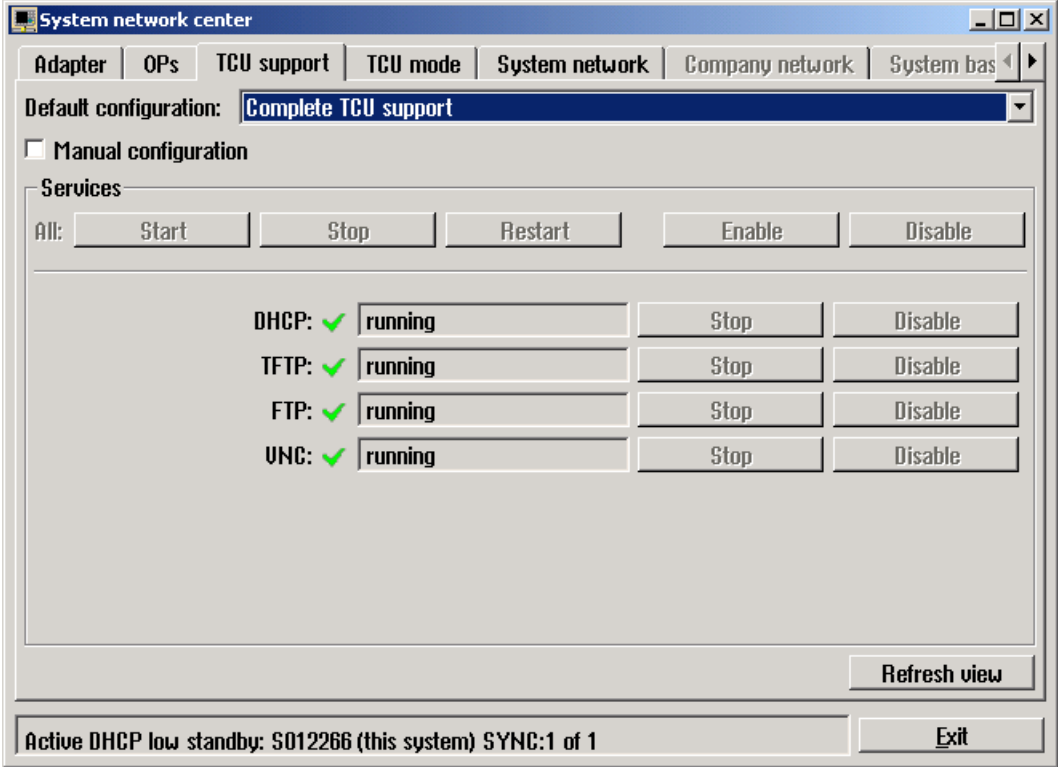 System network center
Adapter OPs TCU support TCU mode System network Company network System bas
Default configuration: Complete TCU support
Manual configuration
Services
All: Start Stop Restart Enable Disable
DHCP: running Stop Disable
TFTP: running Stop Disable
FTP: running Stop Disable
VNC: running Stop Disable
Refresh view
Active DHCP low standby: S012266 (this system) SYNC:1 of 1 Exit